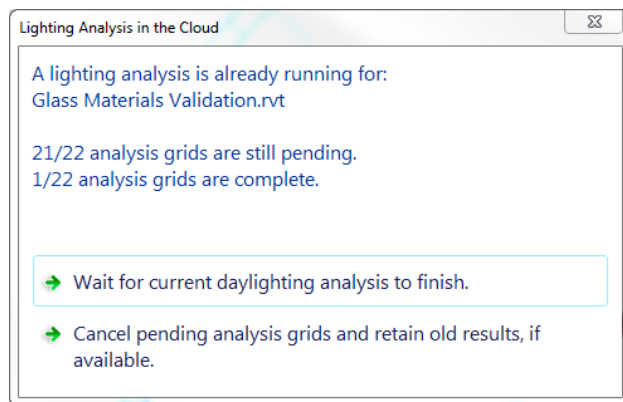 Lighting Analysis in the Cloud
A lighting analysis is already running for:
Glass Materials Validation.rvt
21/22 analysis grids are still pending.
1/22 analysis grids are complete.
Wait for current daylighting analysis to finish.
Cancel pending analysis grids and retain old results, if
available.